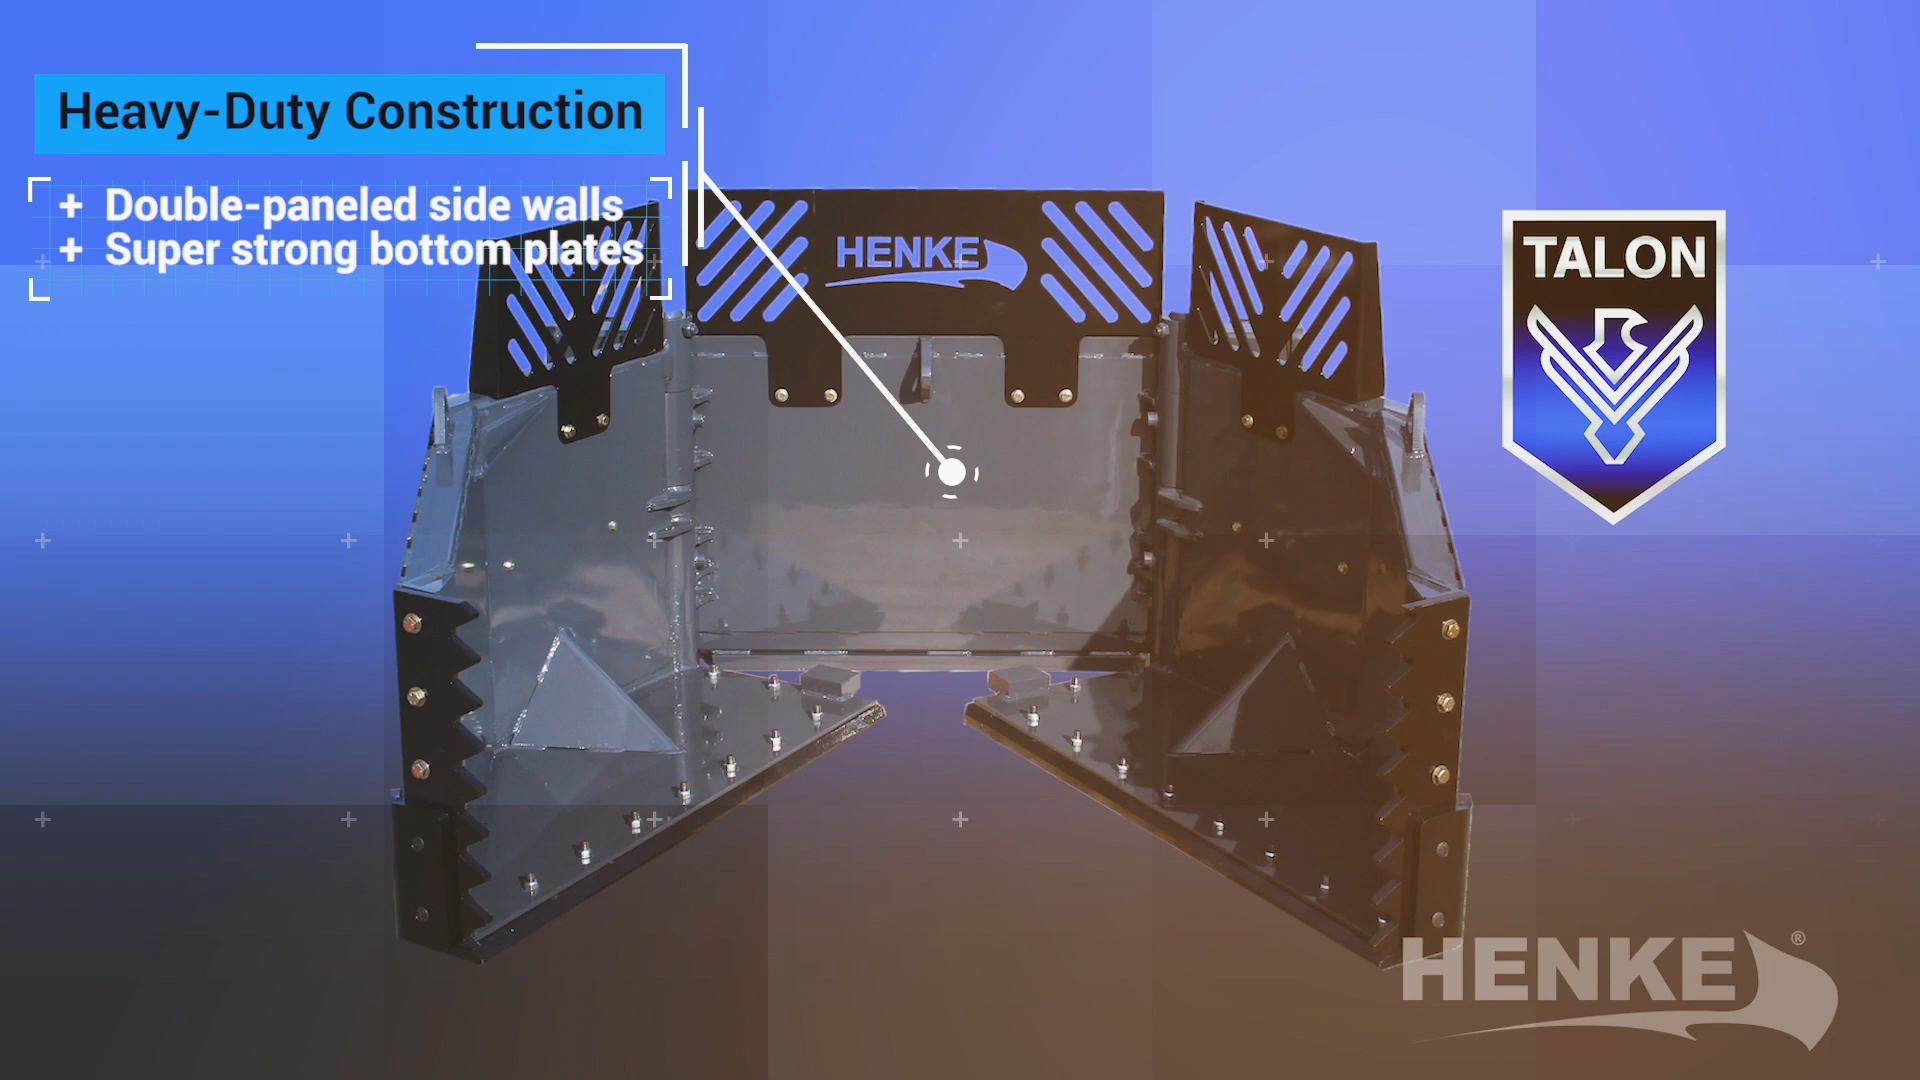 Heavy-Duty Construction
+ Double-paneled side walls
+ Super strong bottom plates
HENKE
TALON
HENKE®